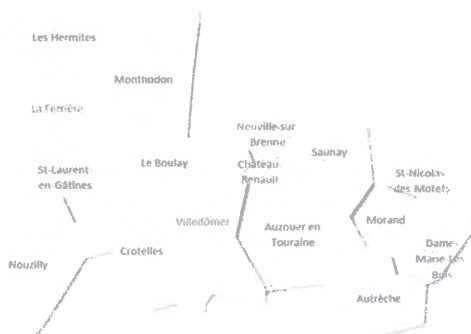 Les Hermites
Monthodon
La Ferrière
Neuville-sur
Brenne
Saunay
Le Boulay
Château-
Renault
St-Laurent
en-Gâtines
St-Nicolas
des Motets
Villedômer
Auzouer en
Touraine
Morand
Crotelles
Nouzilly
Dame-
Marie-Les
Bois
Autrèche